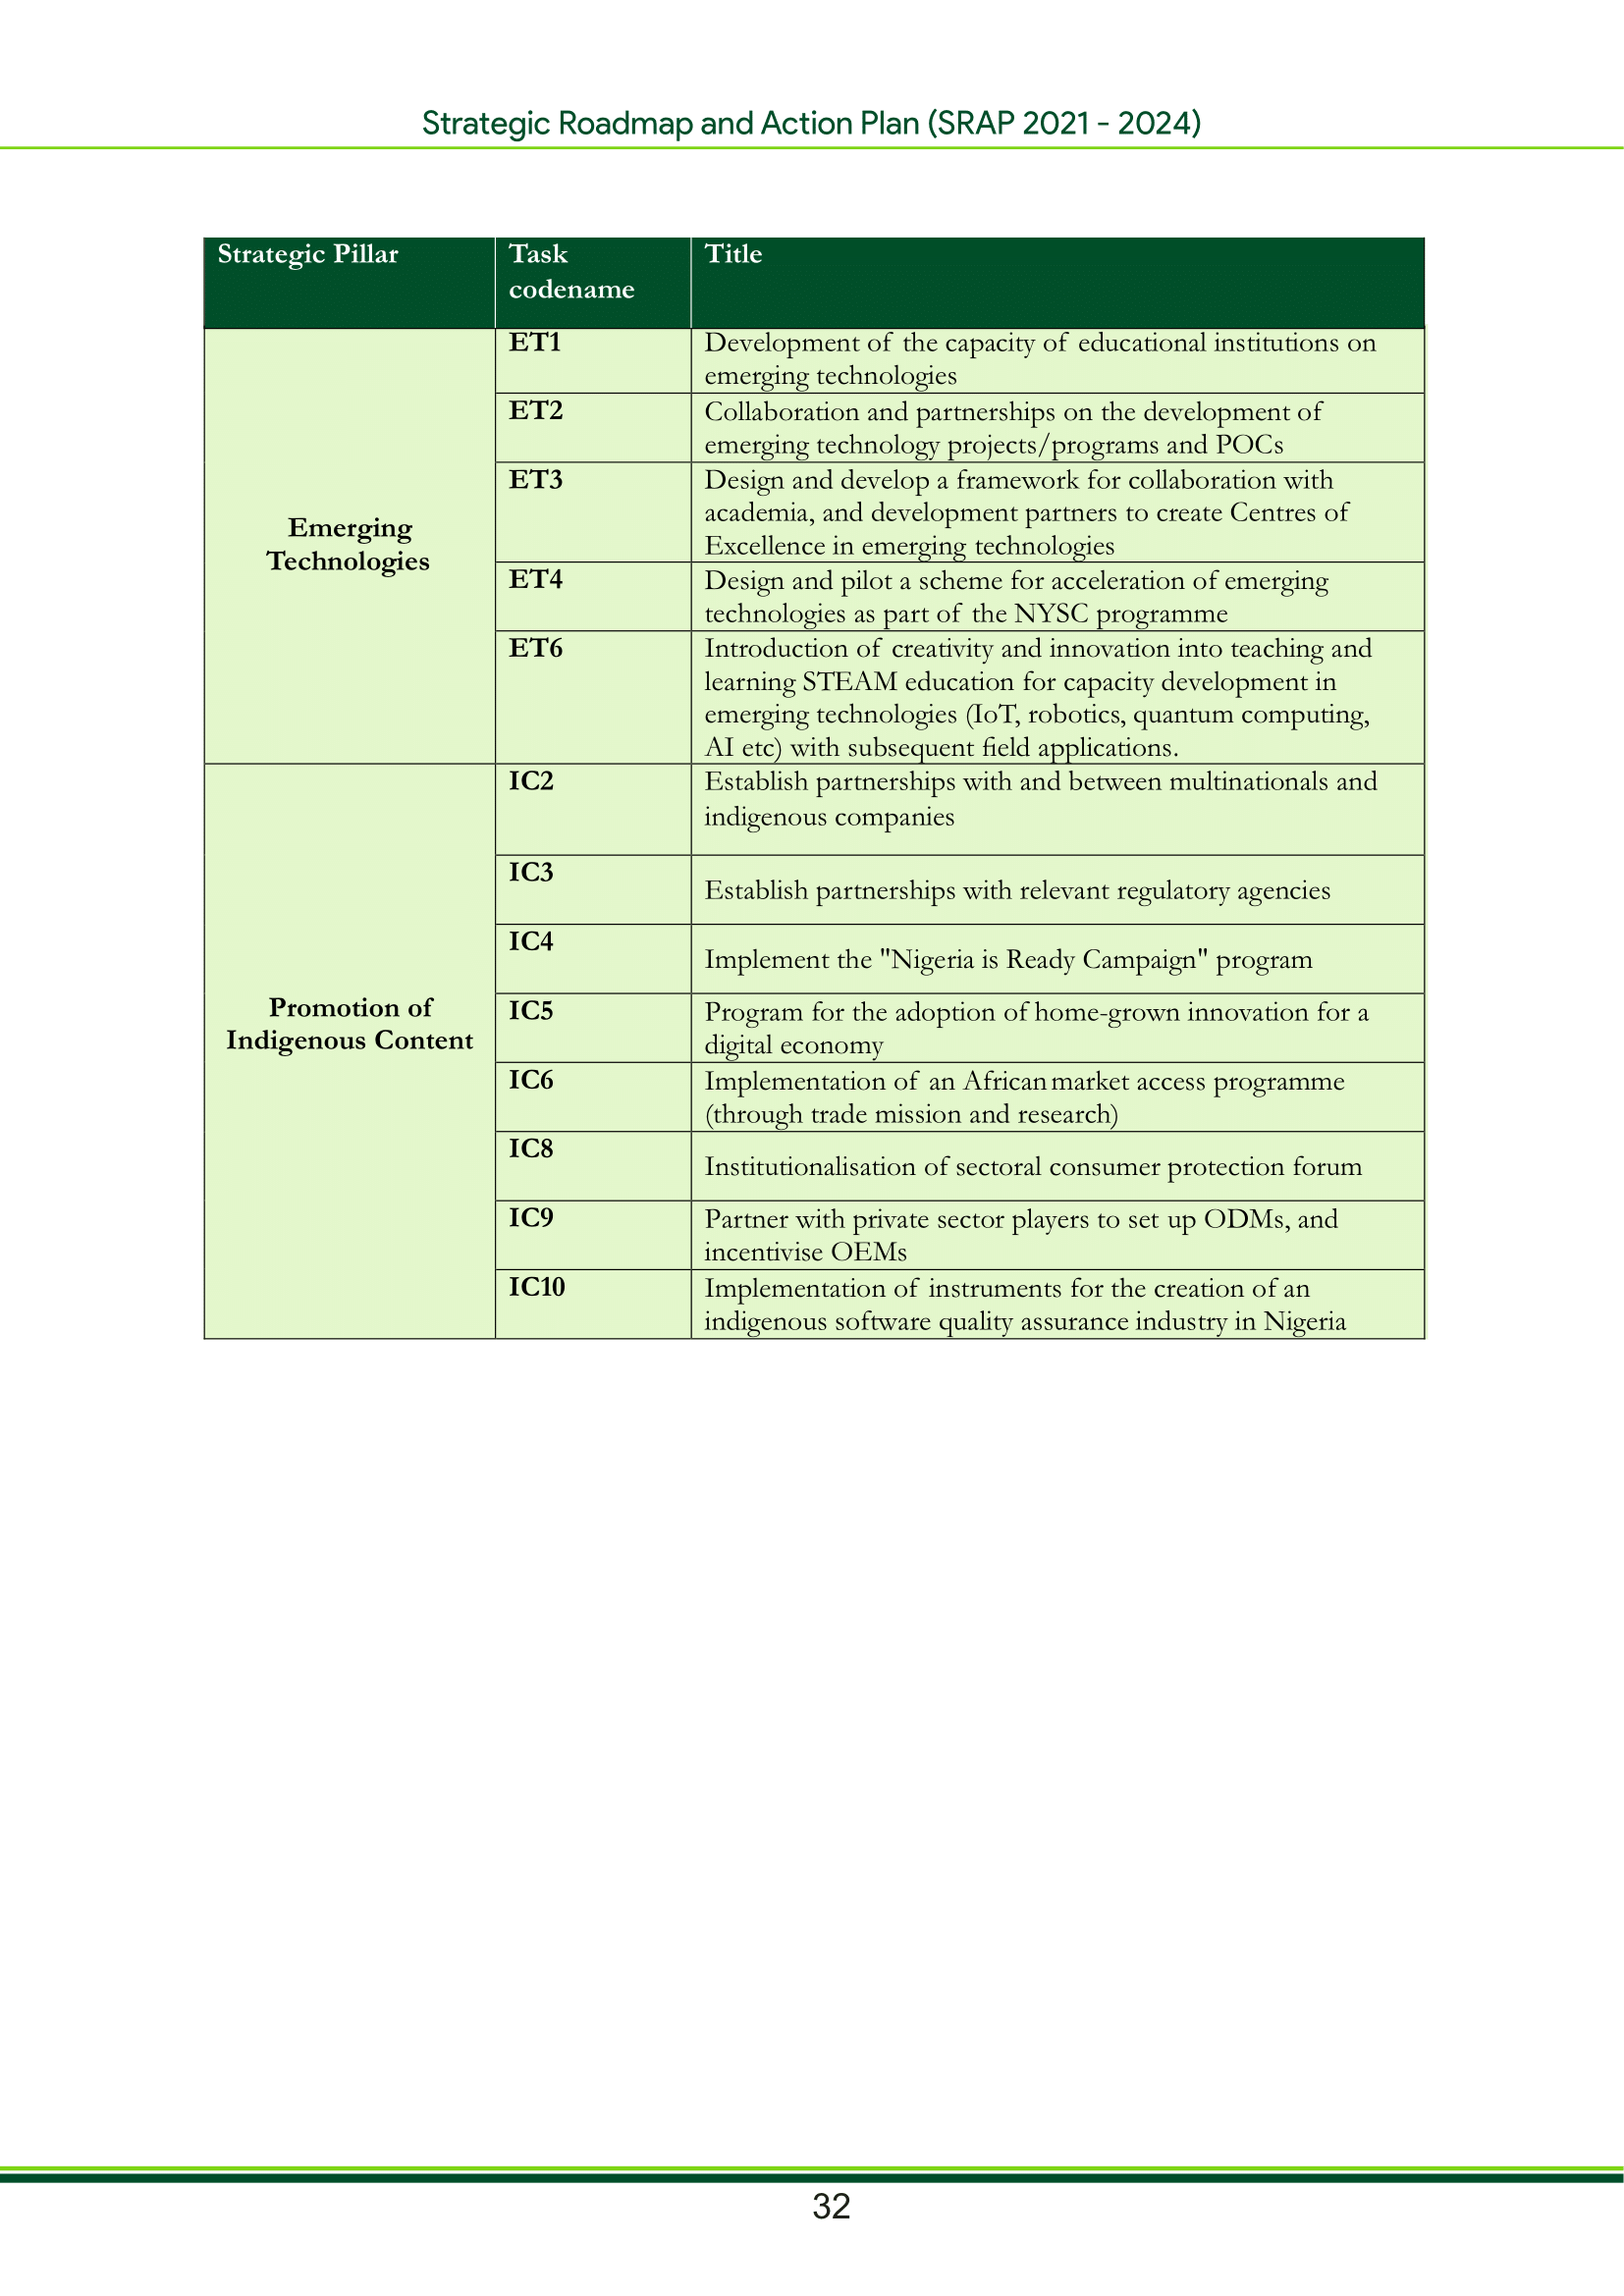 Strategic Roadmap and Action Plan (SRAP 2021 - 2024)
Strategic Pillar
Task
codename
Title
Emerging
Technologies
ET1
Development of the capacity of educational institutions on
emerging technologies
ET2
Collaboration and partnerships on the development of
emerging technology projects/programs and POCs
ET3
Design and develop a framework for collaboration with
academia, and development partners to create Centres of
Excellence in emerging technologies
ET4
Design and pilot a scheme for acceleration of emerging
technologies as part of the NYSC programme
ET6
Introduction of creativity and innovation into teaching and
learning STEAM education for capacity development in
emerging technologies (IoT, robotics, quantum computing,
AI etc) with subsequent field applications.
Promotion of
Indigenous Content
IC2
Establish partnerships with and between multinationals and
indigenous companies
IC3
Establish partnerships with relevant regulatory agencies
IC4
Implement the "Nigeria is Ready Campaign" program
IC5
Program for the adoption of home-grown innovation for a
digital economy
IC6
Implementation of an African market access programme
(through trade mission and research)
IC8
Institutionalisation of sectoral consumer protection forum
IC9
Partner with private sector players to set up ODMs, and
incentivise OEMs
IC10
Implementation of instruments for the creation of an
indigenous software quality assurance industry in Nigeria
32